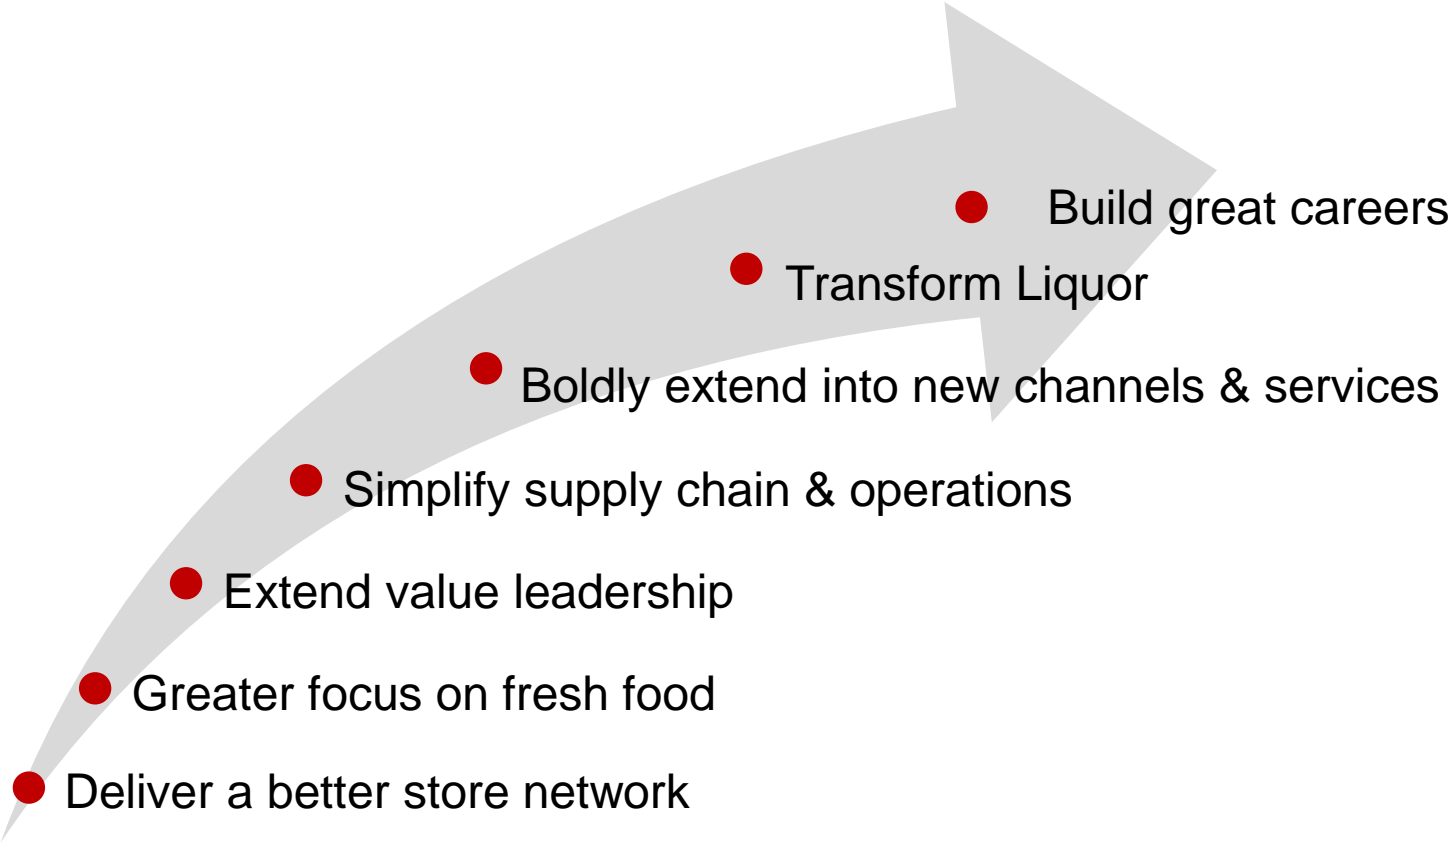 Build great careers
Transform Liquor
Boldly extend into new channels & services
Simplify supply chain & operations
Extend value leadership
Greater focus on fresh food
Deliver a better store network